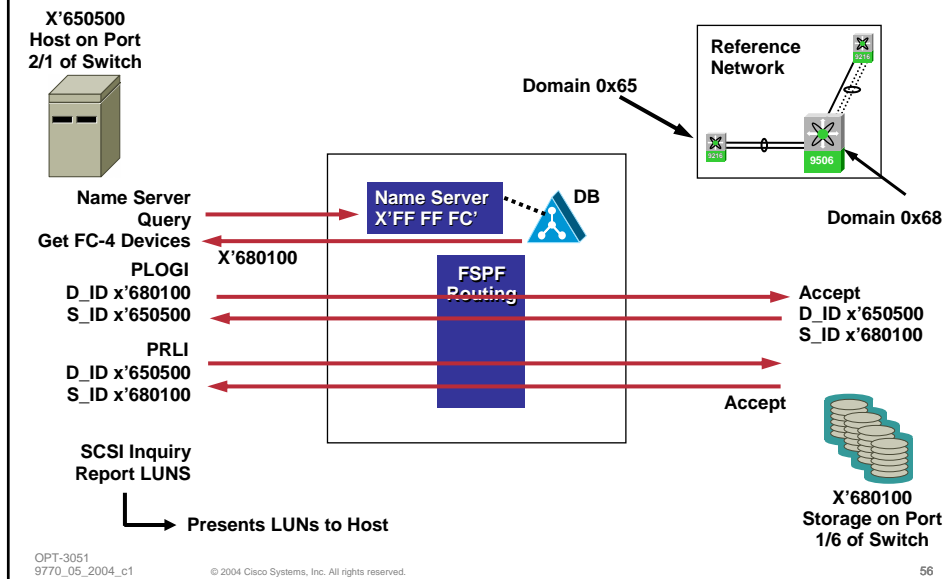 X’650500
Host on Port
2/1 of Switch
Reference
Network
9216
Domain 0x65
9216
9506
Domain 0x68
Name Server
Query
Get FC-4 Devices
Name Server
X’FF FF FC’
DB
X’680100
PLOGI
D_ID x’680100
S_ID x’650500
FSPF
Routing
Accept
D_ID x’650500
S_ID x’680100
PRLI
D_ID x’650500
S_ID x’680100
Accept
SCSI Inquiry
Report LUNS
Presents LUNs to Host
X’680100
Storage on Port
1/6 of Switch
OPT-3051
9770_05_2004_c1
© 2004 Cisco Systems, Inc. All rights reserved.
56